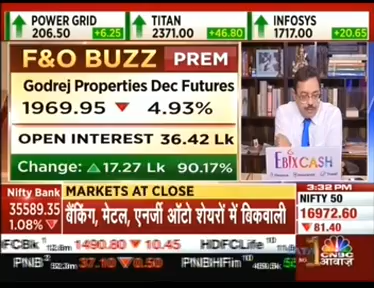 POWER GRID
206.50 +6.25
TITAN
2371.00 +46.80
INFOSYS
1717.00 +20.65
F&O BUZZ PREM
Godrej Properties Dec Futures
1969.95 4.93%
OPEN INTEREST 36.42 Lk
Change: 17.27 Lk 90.17%
EBIXCASH
Nifty Bank
35589.35
1.08%
MARKETS AT CLOSE
बैंकिंग, मेटल, एनर्जी ऑटो शेयरों में बिकवाली
3:32 PM
NIFTY 50
16972.60
81.40
HDFCBk 1490.80 10.45 HDFCLife
PNB 37.10 0.50 PNBHFin
CNBC
आवाज़